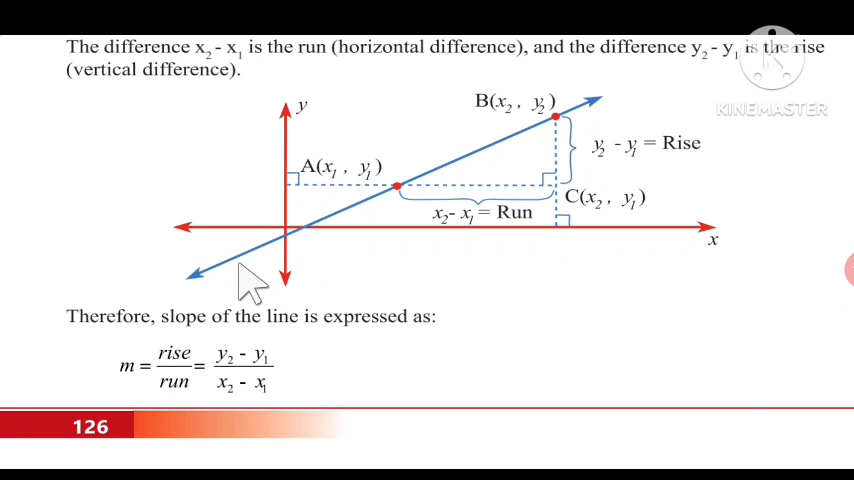 The difference x₂ - x₁ is the run (horizontal difference), and the difference y₂ - y₁ is the rise
(vertical difference).
KINEMASTER
y
B(x₂ , y₂)
y₂ - y₁ = Rise
A(x₁ , y₁)
C(x₂ , y₁)
x₂- x₁ = Run
x
Therefore, slope of the line is expressed as:
m = rise/run = y₂ - y₁/x₂ - x₁
126